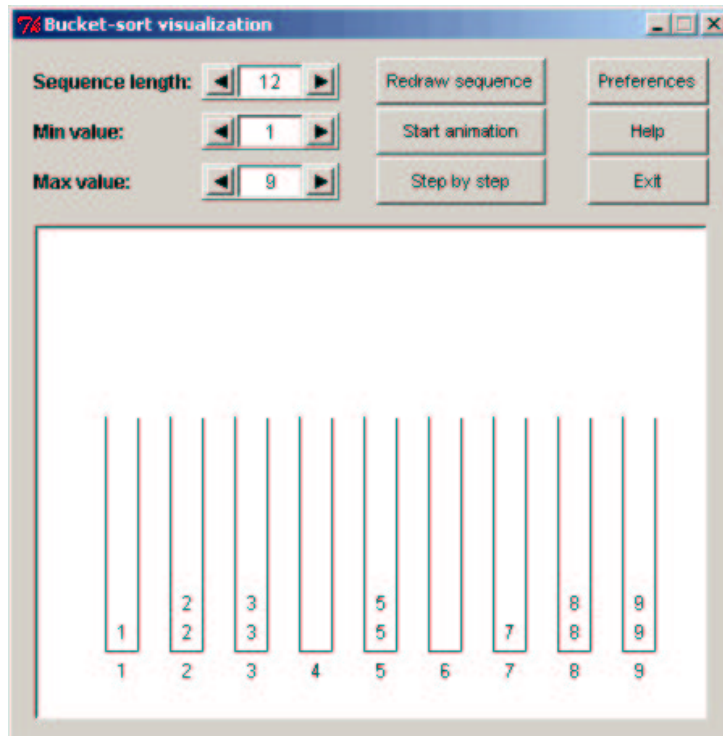 Bucket-sort visualization
Sequence length: 12 Redraw sequence Preferences
Min value: 1 Start animation Help
Max value: 9 Step by step Exit
2 3 5 8 9
1 2 3 5 7 8 9
1 2 3 4 5 6 7 8 9